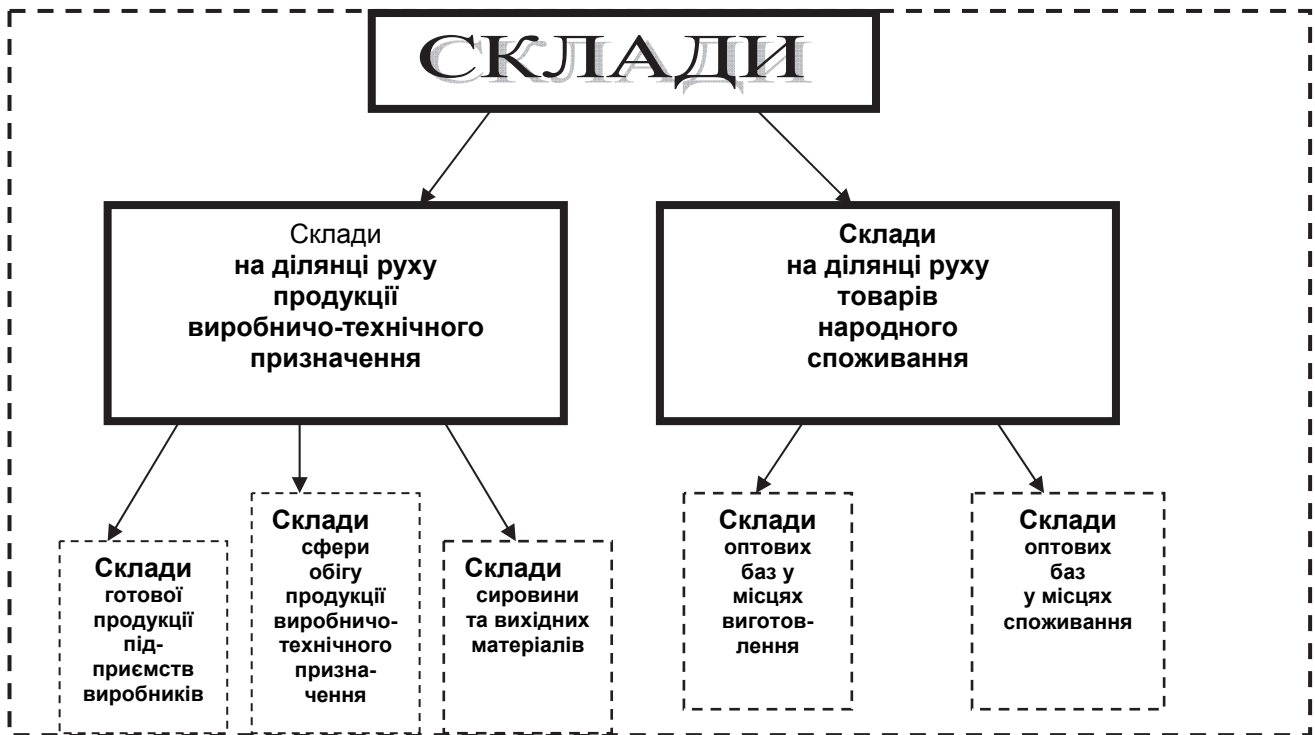 СКЛАДИ
Склади
на ділянці руху
продукції
виробничо-технічного
призначення
Склади
на ділянці руху
товарів
народного
споживання
Склади
готової
продукції
під-
приємств
виробників
Склади
сфери
обігу
продукції
виробничо-
технічного
призна-
чення
Склади
сировини
та вихідних
матеріалів
Склади
оптових
баз у
місцях
виготов-
лення
Склади
оптових
баз
у місцях
споживання